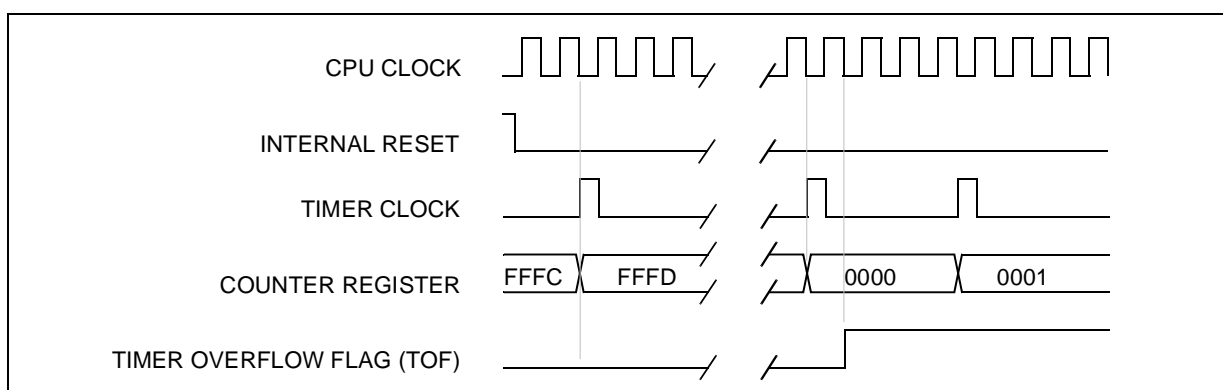 CPU CLOCK
INTERNAL RESET
TIMER CLOCK
COUNTER REGISTER FFFC FFFD 0000 0001
TIMER OVERFLOW FLAG (TOF)